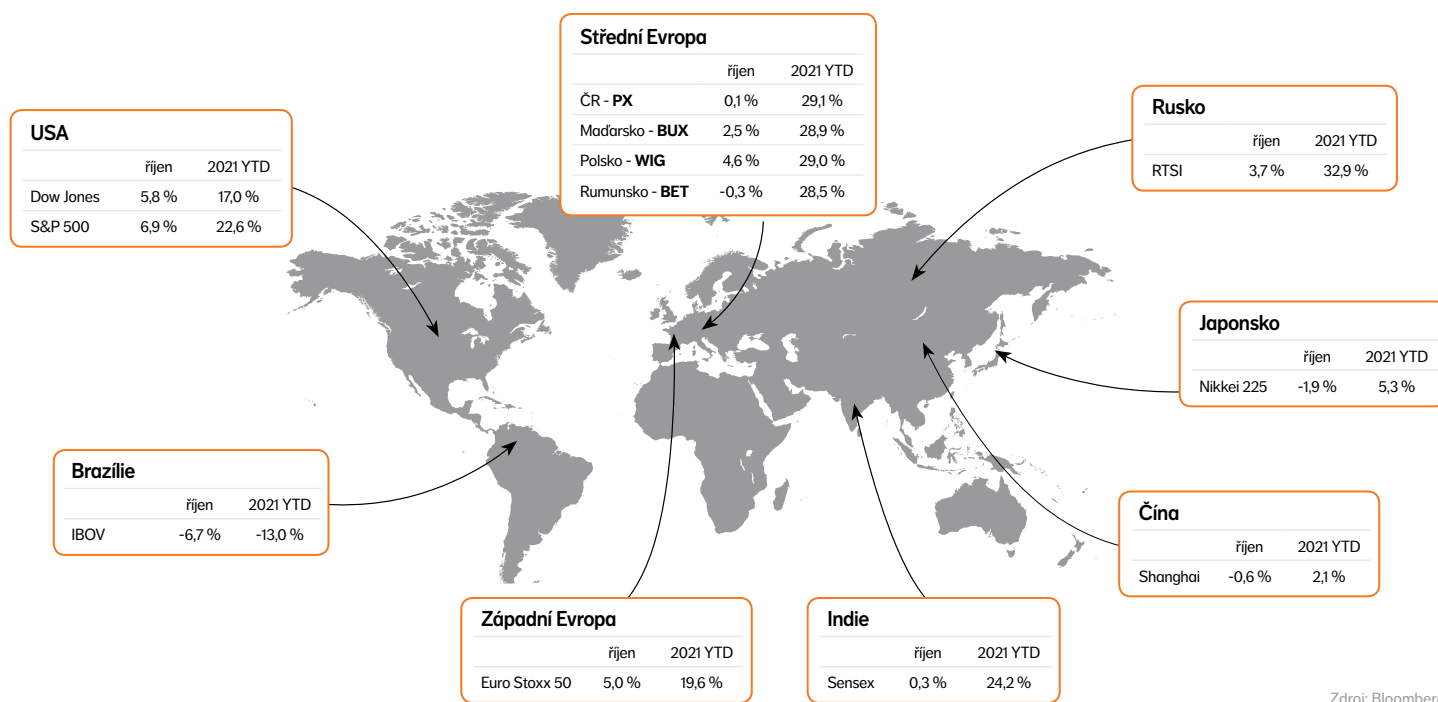 Střední Evropa
říjen 2021 YTD
ČR - PX 0,1 % 29,1 %
Maďarsko - BUX 2,5 % 28,9 %
Polsko - WIG 4,6 % 29,0 %
Rumunsko - BET -0,3 % 28,5 %
USA
říjen 2021 YTD
Dow Jones 5,8 % 17,0 %
S&P 500 6,9 % 22,6 %
Rusko
říjen 2021 YTD
RTSI 3,7 % 32,9 %
Japonsko
říjen 2021 YTD
Nikkei 225 -1,9 % 5,3 %
Brazílie
říjen 2021 YTD
IBOV -6,7 % -13,0 %
Čína
říjen 2021 YTD
Shanghai -0,6 % 2,1 %
Západní Evropa
říjen 2021 YTD
Euro Stoxx 50 5,0 % 19,6 %
Indie
říjen 2021 YTD
Sensex 0,3 % 24,2 %
Zdroj: Bloomberg